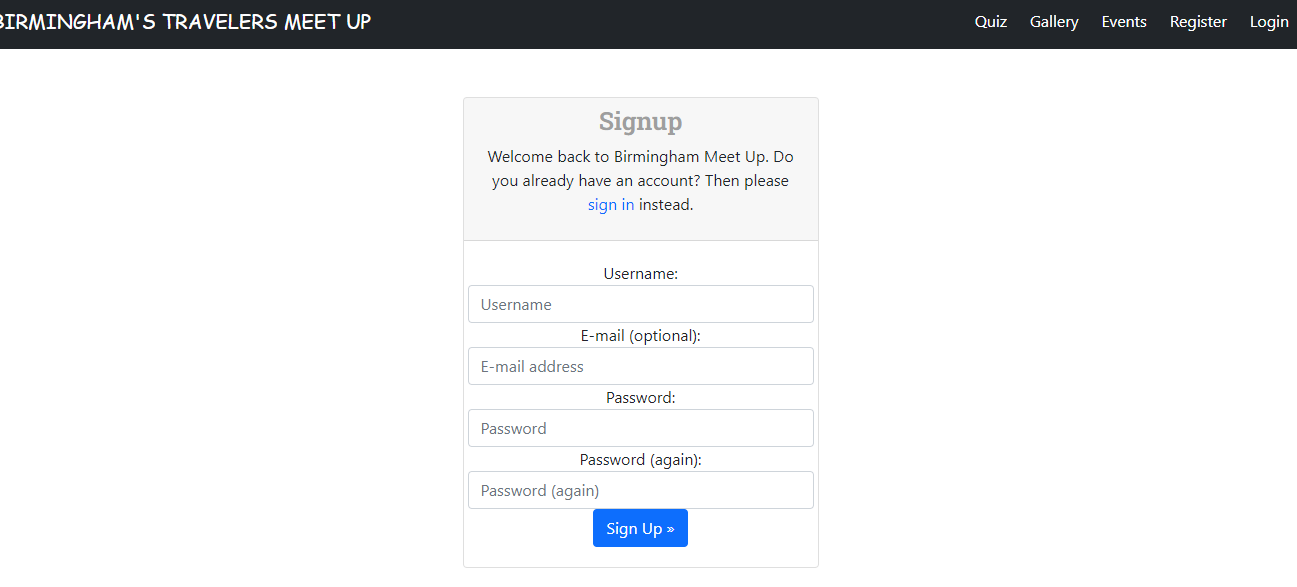 BIRMINGHAM'S TRAVELERS MEET UP
Quiz Gallery Events Register Login
Signup
Welcome back to Birmingham Meet Up. Do
you already have an account? Then please
sign in instead.
Username:
Username
E-mail (optional):
E-mail address
Password:
Password
Password (again):
Password (again)
Sign Up »